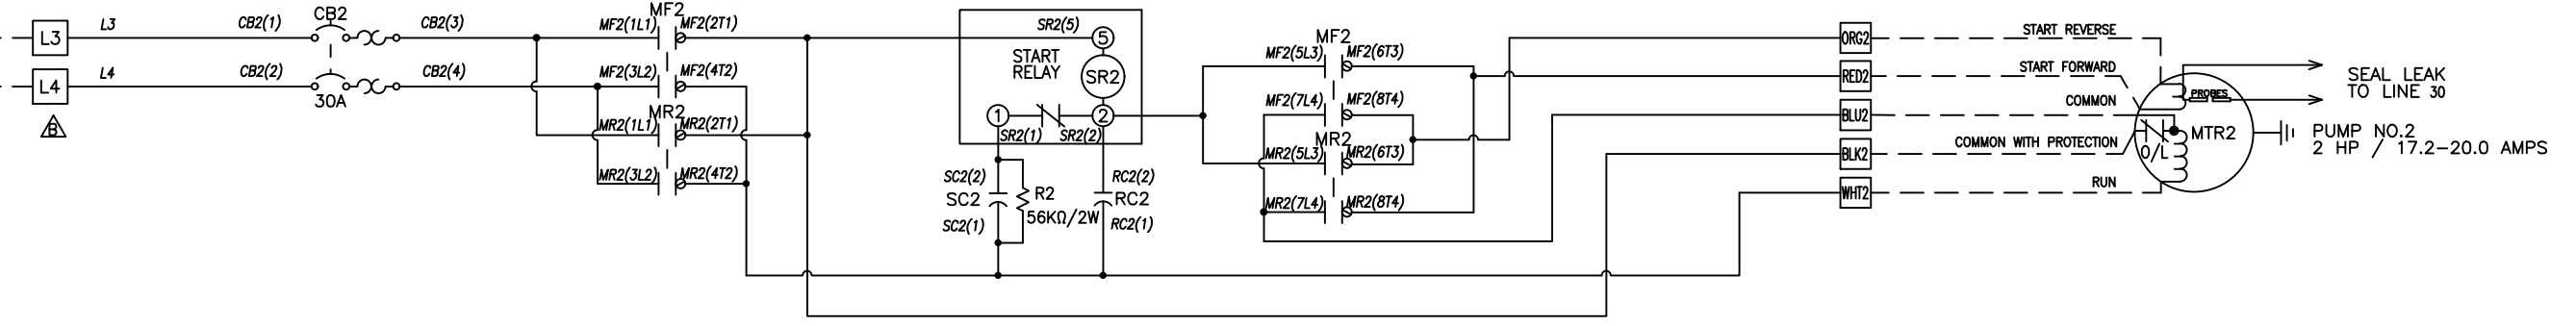 L3
L3
CB2(1)
CB2
CB2(3)
MF2
MF2(1L1)
MF2(2T1)
L4
L4
CB2(2)
30A
CB2(4)
MF2(3L2)
MF2(4T2)
B
MR2
MR2(1L1)
MR2(2T1)
MR2(3L2)
MR2(4T2)
SR2(5)
5
START
RELAY
SR2
1
2
SR2(1)
SR2(2)
SC2(2)
SC2
SC2(1)
R2
56KΩ/2W
RC2(2)
RC2
RC2(1)
MF2
MF2(5L3)
MF2(6T3)
MF2(7L4)
MF2(8T4)
MR2
MR2(5L3)
MR2(6T3)
MR2(7L4)
MR2(8T4)
ORG2
START REVERSE
RED2
START FORWARD
BLU2
COMMON
BLK2
COMMON WITH PROTECTION
WHT2
RUN
PROBES
MTR2
O/L
SEAL LEAK
TO LINE 30
PUMP NO.2
2 HP / 17.2-20.0 AMPS